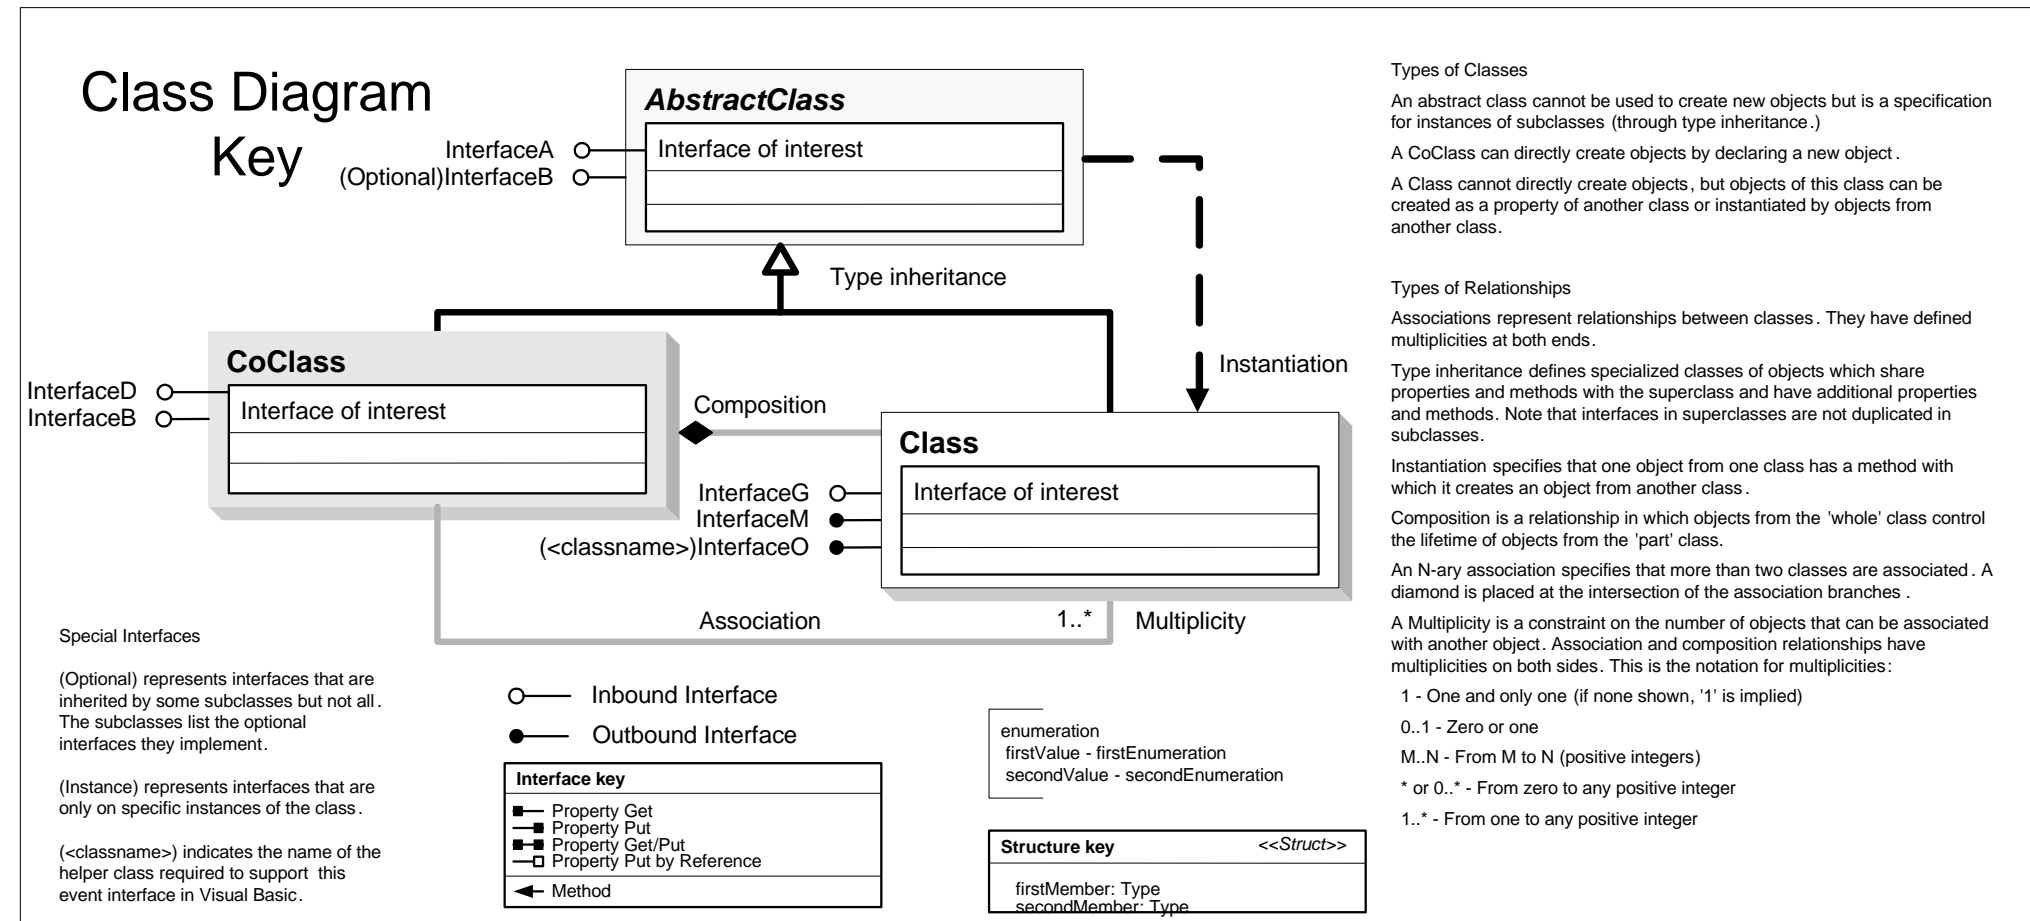 Class Diagram
Key
AbstractClass
Interface of interest
InterfaceA
(Optional)InterfaceB
Type inheritance
Instantiation
CoClass
Interface of interest
InterfaceD
InterfaceB
Composition
Class
Interface of interest
InterfaceG
InterfaceM
(<classname>)InterfaceO
Association
1..*
Multiplicity
Special Interfaces
(Optional) represents interfaces that are
inherited by some subclasses but not all.
The subclasses list the optional
interfaces they implement.
(Instance) represents interfaces that are
only on specific instances of the class.
(<classname>) indicates the name of the
helper class required to support this
event interface in Visual Basic.
Inbound Interface
Outbound Interface
Interface key
Property Get
Property Put
Property Get/Put
Property Put by Reference
Method
enumeration
firstValue - firstEnumeration
secondValue - secondEnumeration
Structure key
<<Struct>>
firstMember: Type
secondMember: Type
Types of Classes
An abstract class cannot be used to create new objects but is a specification
for instances of subclasses (through type inheritance.)
A CoClass can directly create objects by declaring a new object.
A Class cannot directly create objects, but objects of this class can be
created as a property of another class or instantiated by objects from
another class.
Types of Relationships
Associations represent relationships between classes. They have defined
multiplicities at both ends.
Type inheritance defines specialized classes of objects which share
properties and methods with the superclass and have additional properties
and methods. Note that interfaces in superclasses are not duplicated in
subclasses.
Instantiation specifies that one object from one class has a method with
which it creates an object from another class.
Composition is a relationship in which objects from the 'whole' class control
the lifetime of objects from the 'part' class.
An N-ary association specifies that more than two classes are associated. A
diamond is placed at the intersection of the association branches.
A Multiplicity is a constraint on the number of objects that can be associated
with another object. Association and composition relationships have
multiplicities on both sides. This is the notation for multiplicities:
1 - One and only one (if none shown, '1' is implied)
0..1 - Zero or one
M..N - From M to N (positive integers)
* or 0..* - From zero to any positive integer
1..* - From one to any positive integer